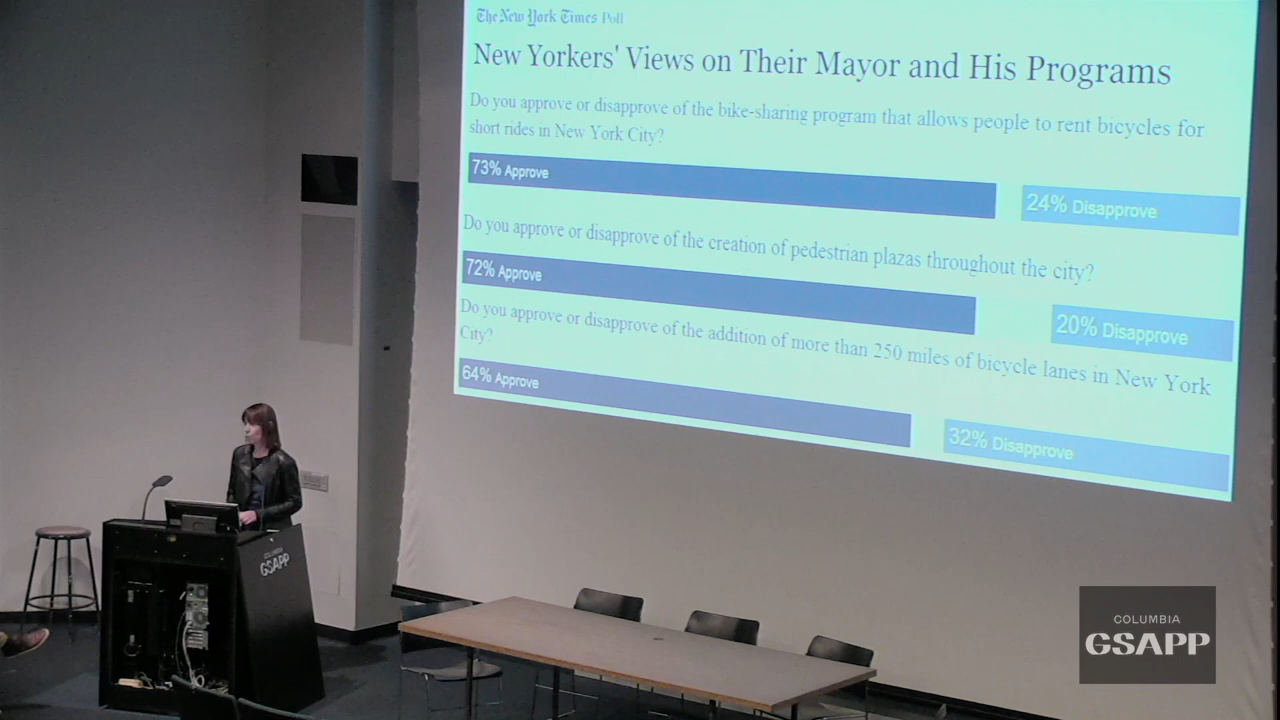 The New York Times Poll
New Yorkers' Views on Their Mayor and His Programs
Do you approve or disapprove of the bike-sharing program that allows people to rent bicycles for
short rides in New York City?
73% Approve
24% Disapprove
Do you approve or disapprove of the creation of pedestrian plazas throughout the city?
72% Approve
20% Disapprove
Do you approve or disapprove of the addition of more than 250 miles of bicycle lanes in New York
City?
64% Approve
32% Disapprove
COLUMBIA
GSAPP
COLUMBIA
GSAPP